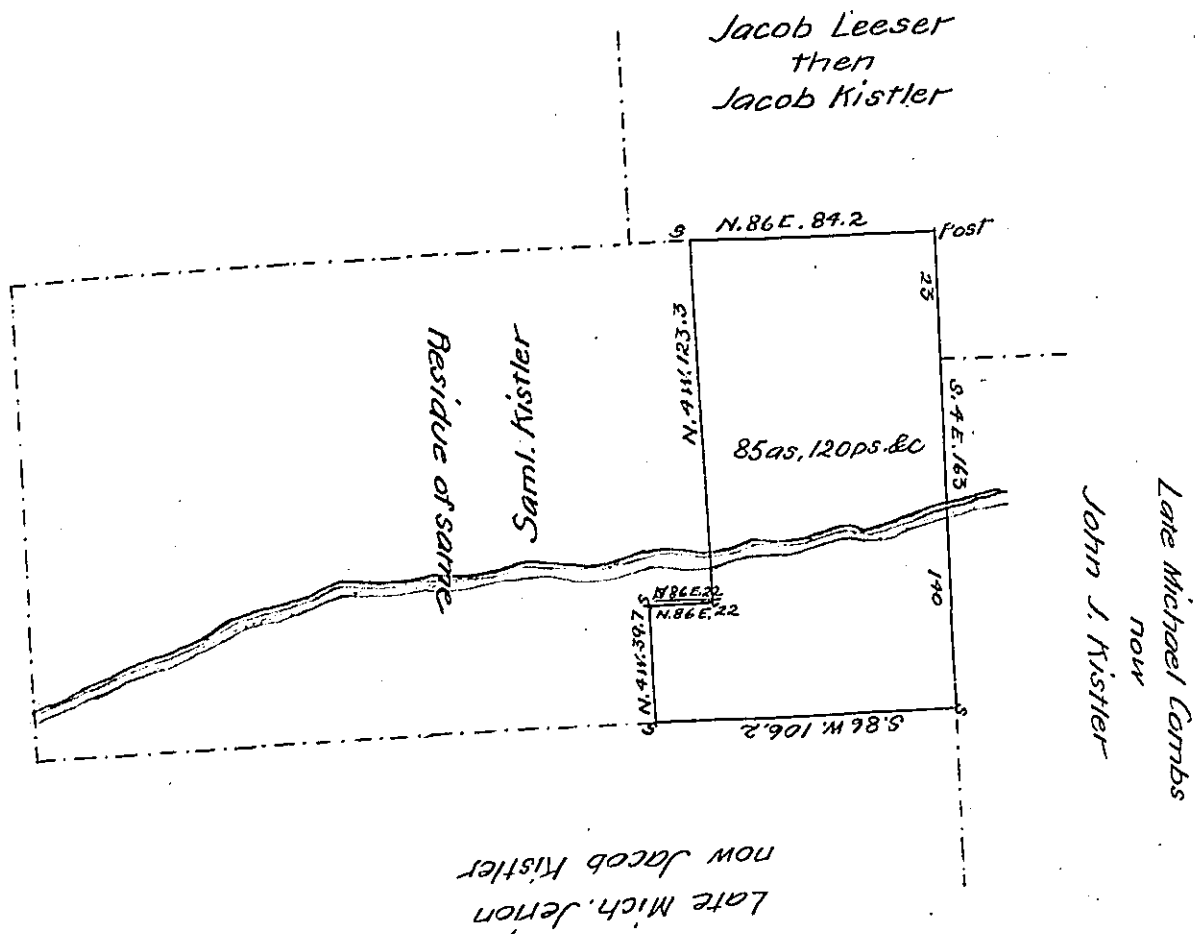 Jacob Leeser
then
Jacob Kistler
N.86E. 84.2
S
Post
23
N.4W.123.3
S.4E.163
85as,120ps.&c
140
Saml. Kistler
Residue of same
Late Michael Combs
now
John J. Kistler
N.86E.22
S
S
N.86E.22
N.4W.39.7
S
S
S.86W.106.2
Late Mich. Jerion
now Jacob Kistler